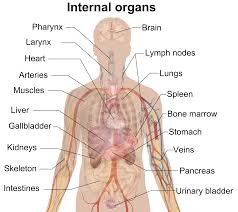 Internal organs
Pharynx
Larynx
Heart
Arteries
Muscles
Liver
Gallbladder
Kidneys
Skeleton
Intestines
Brain
Lymph nodes
Lungs
Spleen
Bone marrow
Stomach
Veins
Pancreas
Urinary bladder